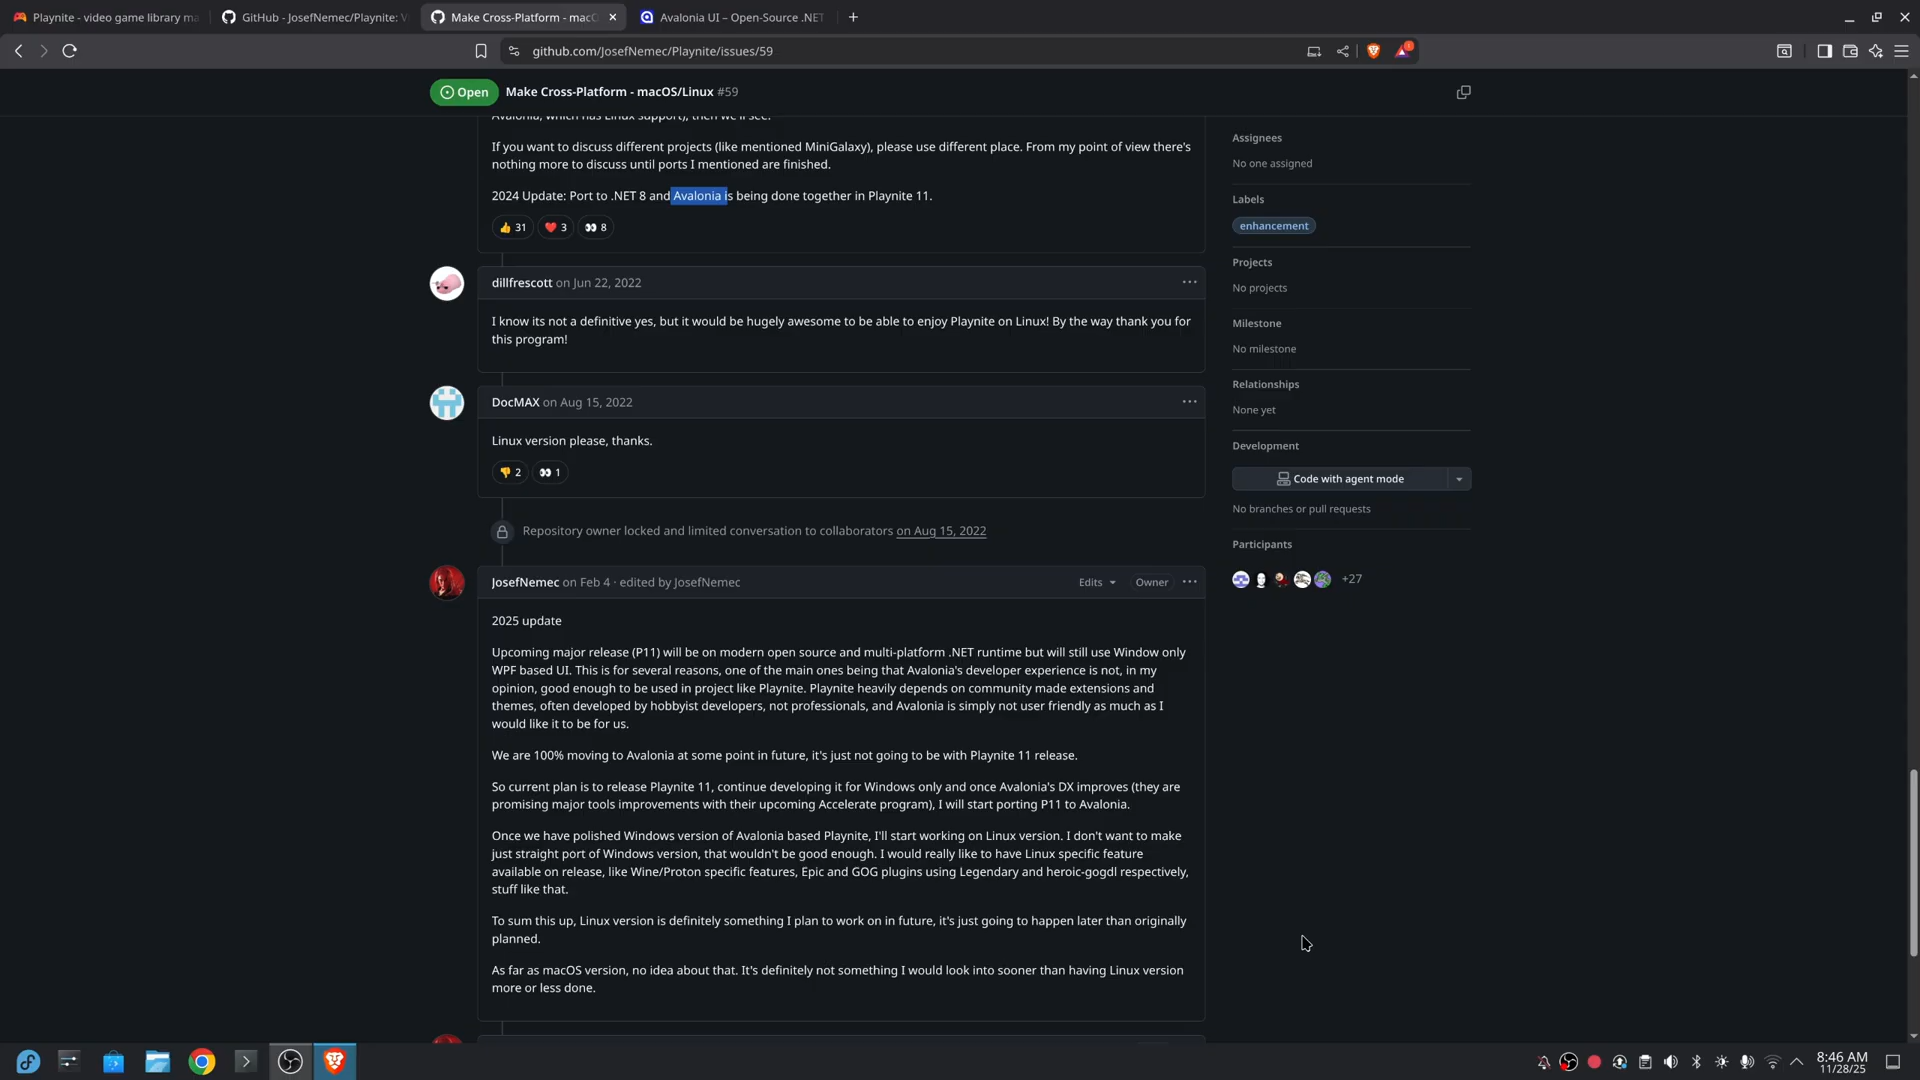 Playnite - video game library ma
GitHub - JosefNemec/Playnite: V
Make Cross-Platform - macO
Avalonia UI – Open-Source .NET
github.com/JosefNemec/Playnite/issues/59
Open
Make Cross-Platform - macOS/Linux #59
Avalonia, which has Linux support), then we'll see.
If you want to discuss different projects (like mentioned MiniGalaxy), please use different place. From my point of view there's
nothing more to discuss until ports I mentioned are finished.
2024 Update: Port to .NET 8 and Avalonia is being done together in Playnite 11.
31
3
8
dillfrescott on Jun 22, 2022
I know its not a definitive yes, but it would be hugely awesome to be able to enjoy Playnite on Linux! By the way thank you for
this program!
DocMAX on Aug 15, 2022
Linux version please, thanks.
2
1
Repository owner locked and limited conversation to collaborators on Aug 15, 2022
JosefNemec on Feb 4 · edited by JosefNemec
Edits
Owner
2025 update
Upcoming major release (P11) will be on modern open source and multi-platform .NET runtime but will still use Window only
WPF based UI. This is for several reasons, one of the main ones being that Avalonia's developer experience is not, in my
opinion, good enough to be used in project like Playnite. Playnite heavily depends on community made extensions and
themes, often developed by hobbyist developers, not professionals, and Avalonia is simply not user friendly as much as I
would like it to be for us.
We are 100% moving to Avalonia at some point in future, it's just not going to be with Playnite 11 release.
So current plan is to release Playnite 11, continue developing it for Windows only and once Avalonia's DX improves (they are
promising major tools improvements with their upcoming Accelerate program), I will start porting P11 to Avalonia.
Once we have polished Windows version of Avalonia based Playnite, I'll start working on Linux version. I don't want to make
just straight port of Windows version, that wouldn't be good enough. I would really like to have Linux specific feature
available on release, like Wine/Proton specific features, Epic and GOG plugins using Legendary and heroic-gogdl respectively,
stuff like that.
To sum this up, Linux version is definitely something I plan to work on in future, it's just going to happen later than originally
planned.
As far as macOS version, no idea about that. It's definitely not something I would look into sooner than having Linux version
more or less done.
Assignees
No one assigned
Labels
enhancement
Projects
No projects
Milestone
No milestone
Relationships
None yet
Development
Code with agent mode
No branches or pull requests
Participants
+27
8:46 AM
11/28/25